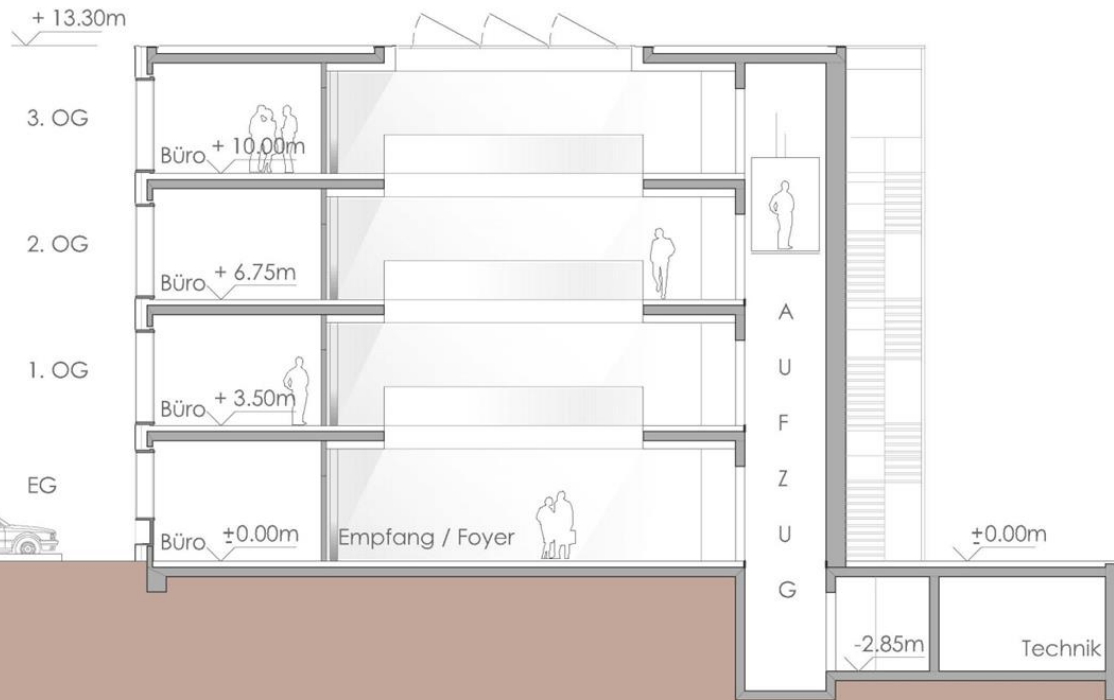 + 13.30m
3. OG
Büro + 10.00m
2. OG
Büro + 6.75m
1. OG
Büro + 3.50m
EG
Büro ±0.00m
Empfang / Foyer
A
U
F
Z
U
G
±0.00m
-2.85m
Technik